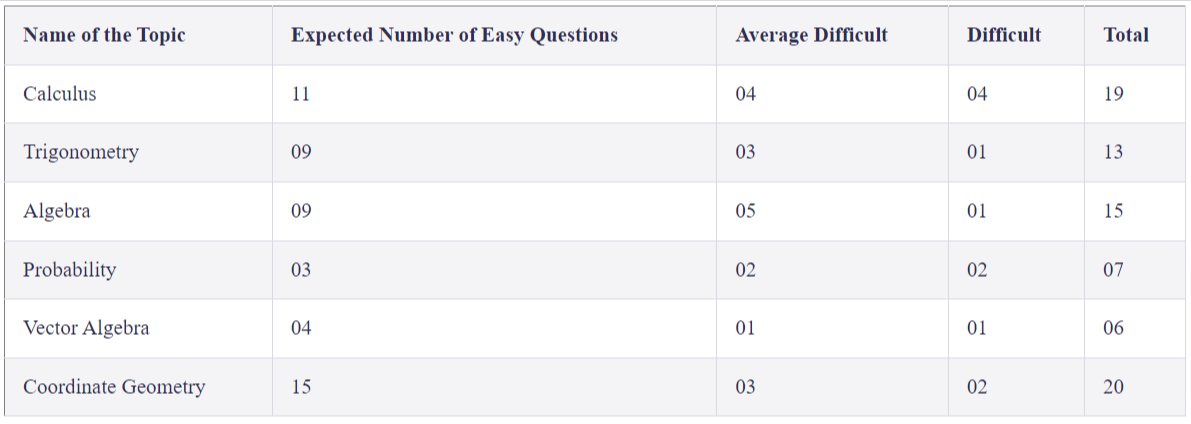 Name of the Topic Expected Number of Easy Questions Average Difficult Difficult Total
Calculus 11 04 04 19
Trigonometry 09 03 01 13
Algebra 09 05 01 15
Probability 03 02 02 07
Vector Algebra 04 01 01 06
Coordinate Geometry 15 03 02 20